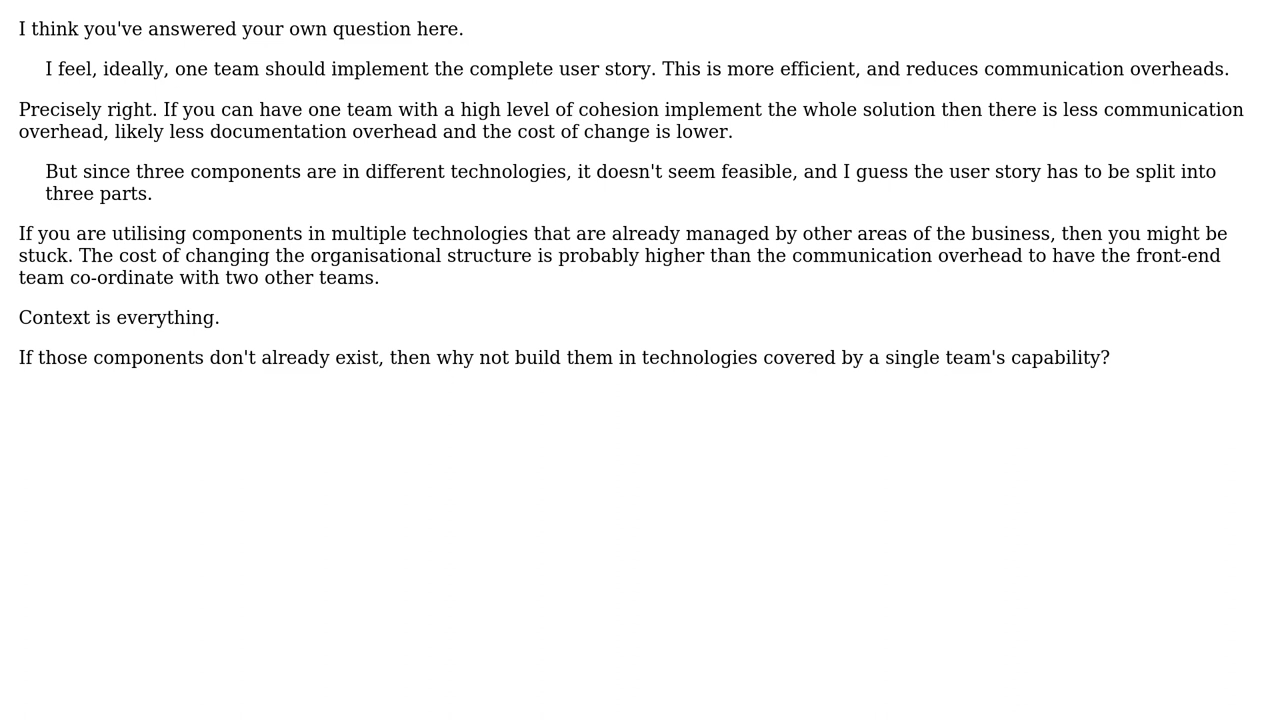 I think you've answered your own question here.
I feel, ideally, one team should implement the complete user story. This is more efficient, and reduces communication overheads.
Precisely right. If you can have one team with a high level of cohesion implement the whole solution then there is less communication
overhead, likely less documentation overhead and the cost of change is lower.
But since three components are in different technologies, it doesn't seem feasible, and I guess the user story has to be split into
three parts.
If you are utilising components in multiple technologies that are already managed by other areas of the business, then you might be
stuck. The cost of changing the organisational structure is probably higher than the communication overhead to have the front-end
team co-ordinate with two other teams.
Context is everything.
If those components don't already exist, then why not build them in technologies covered by a single team's capability?